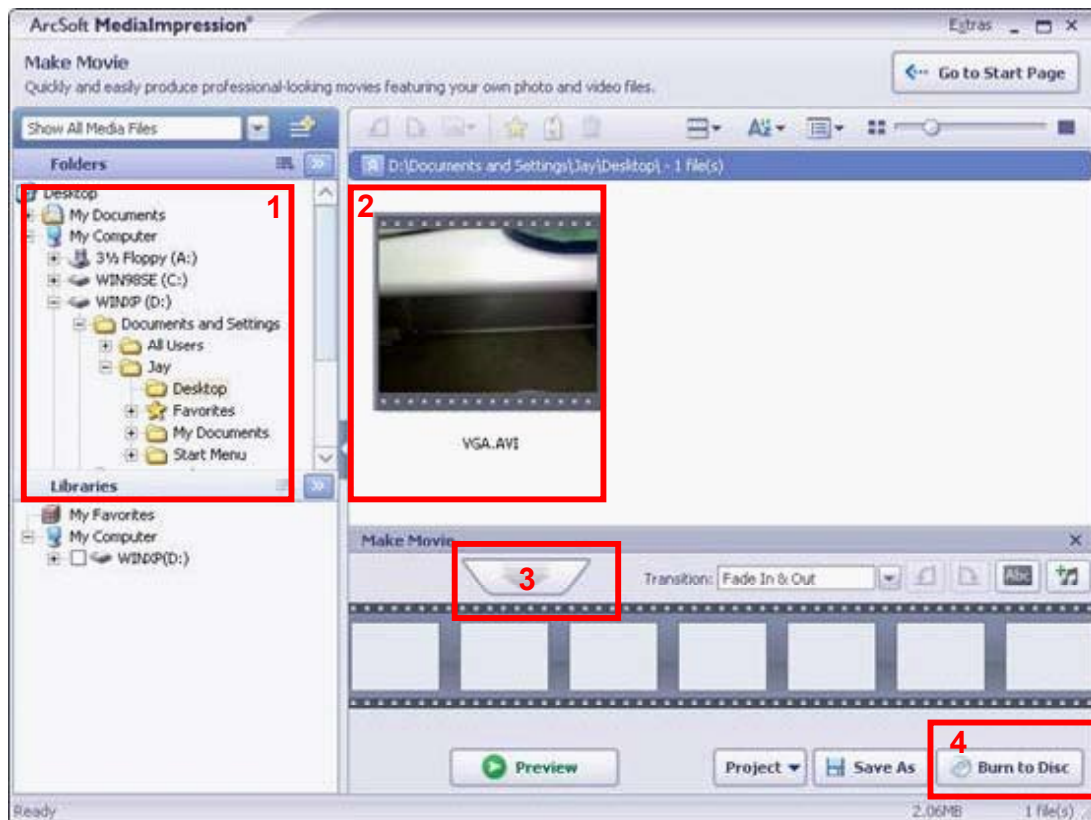 ArcSoft MediaImpression®
Extras
Make Movie
Quickly and easily produce professional-looking movies featuring your own photo and video files.
Go to Start Page
Show All Media Files
Folders
D:\Documents and Settings\Jay\Desktop\ - 1 file(s)
Desktop
1
2
My Documents
My Computer
3½ Floppy (A:)
WIN98SE (C:)
WINXP (D:)
Documents and Settings
All Users
Jay
Desktop
Favorites
My Documents
Start Menu
VGA.AVI
Libraries
My Favorites
My Computer
WINXP(D:)
Make Movie
3
Transition: Fade In & Out
Abc
4
Preview
Project
Save As
Burn to Disc
Ready
2.06MB
1 file(s)